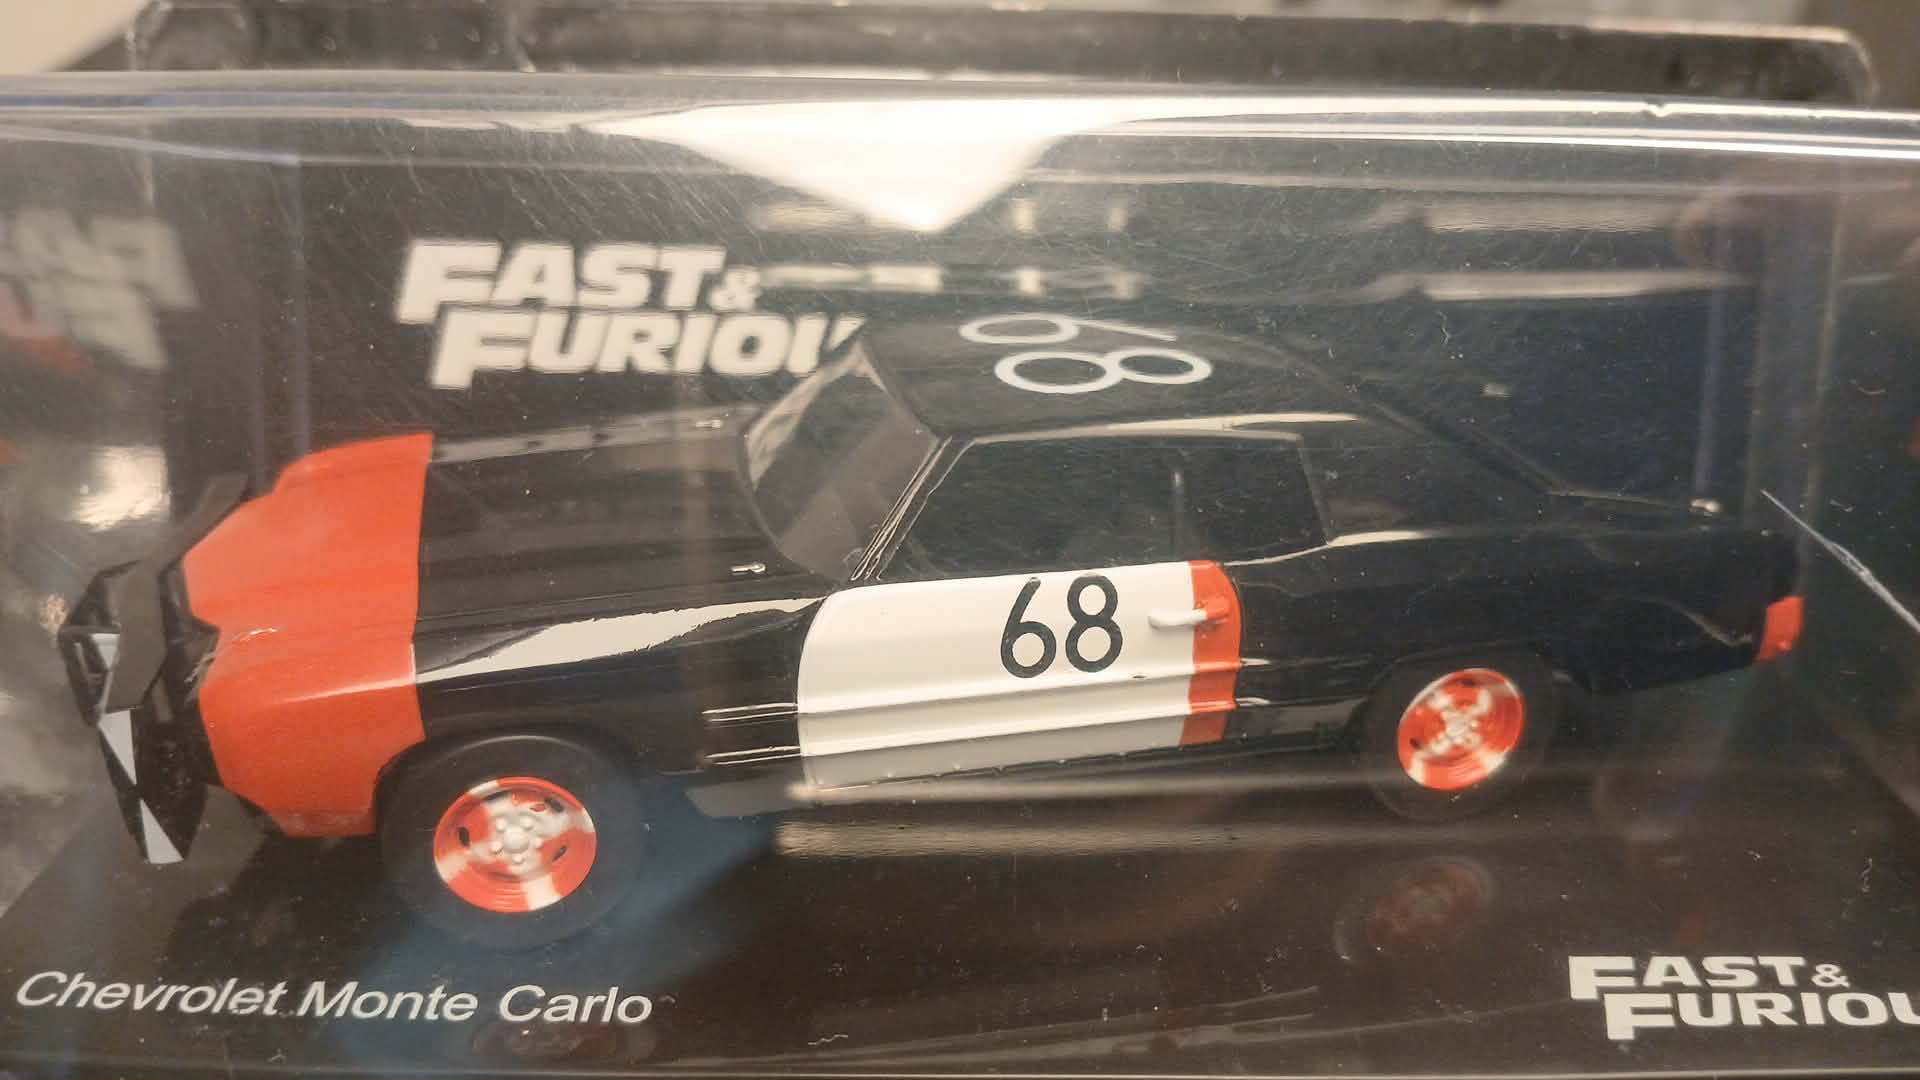 FAST &
FURIOU
68
68
Chevrolet Monte Carlo
FAST &
FURIOU